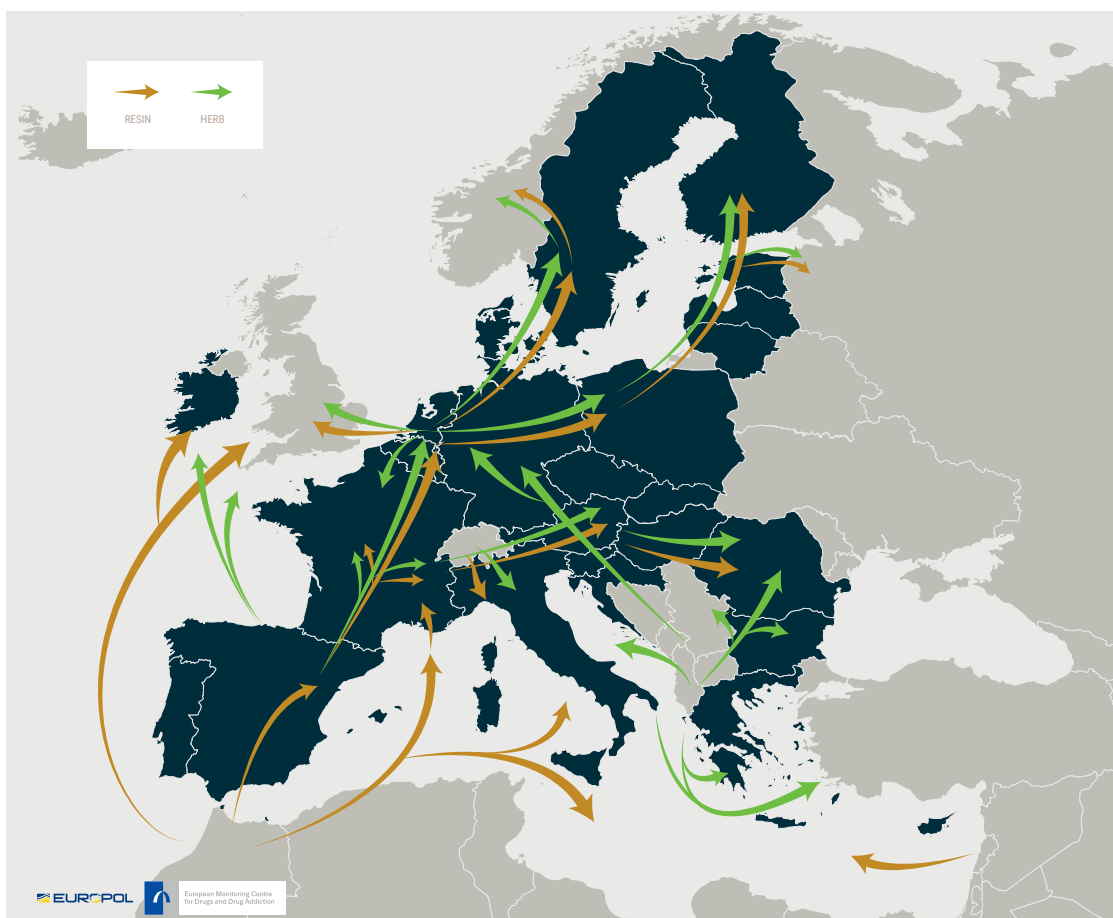 RESIN
HERB
EUROPOL
European Monitoring Centre
for Drugs and Drug Addiction